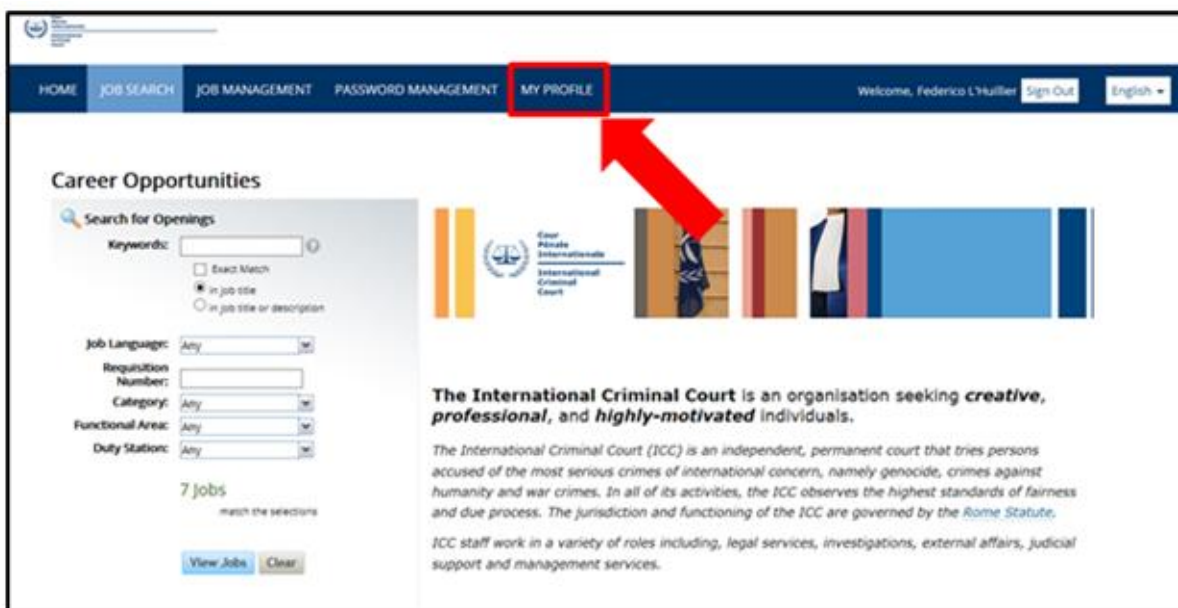 HOME JOB SEARCH JOB MANAGEMENT PASSWORD MANAGEMENT MY PROFILE Welcome, Federico L'Huillier Sign Out English
Career Opportunities
Search for Openings
Keywords:
Exact Match
in job title
in job title or description
Job Language: Any
Requisition
Number:
Category: Any
Functional Area: Any
Duty Station: Any
7 Jobs
match the selections
View Jobs Clear
Cour
Pénale
Internationale
International
Criminal
Court
The International Criminal Court is an organisation seeking creative,
professional, and highly-motivated individuals.
The International Criminal Court (ICC) is an independent, permanent court that tries persons
accused of the most serious crimes of international concern, namely genocide, crimes against
humanity and war crimes. In all of its activities, the ICC observes the highest standards of fairness
and due process. The jurisdiction and functioning of the ICC are governed by the Rome Statute.
ICC staff work in a variety of roles including, legal services, investigations, external affairs, judicial
support and management services.